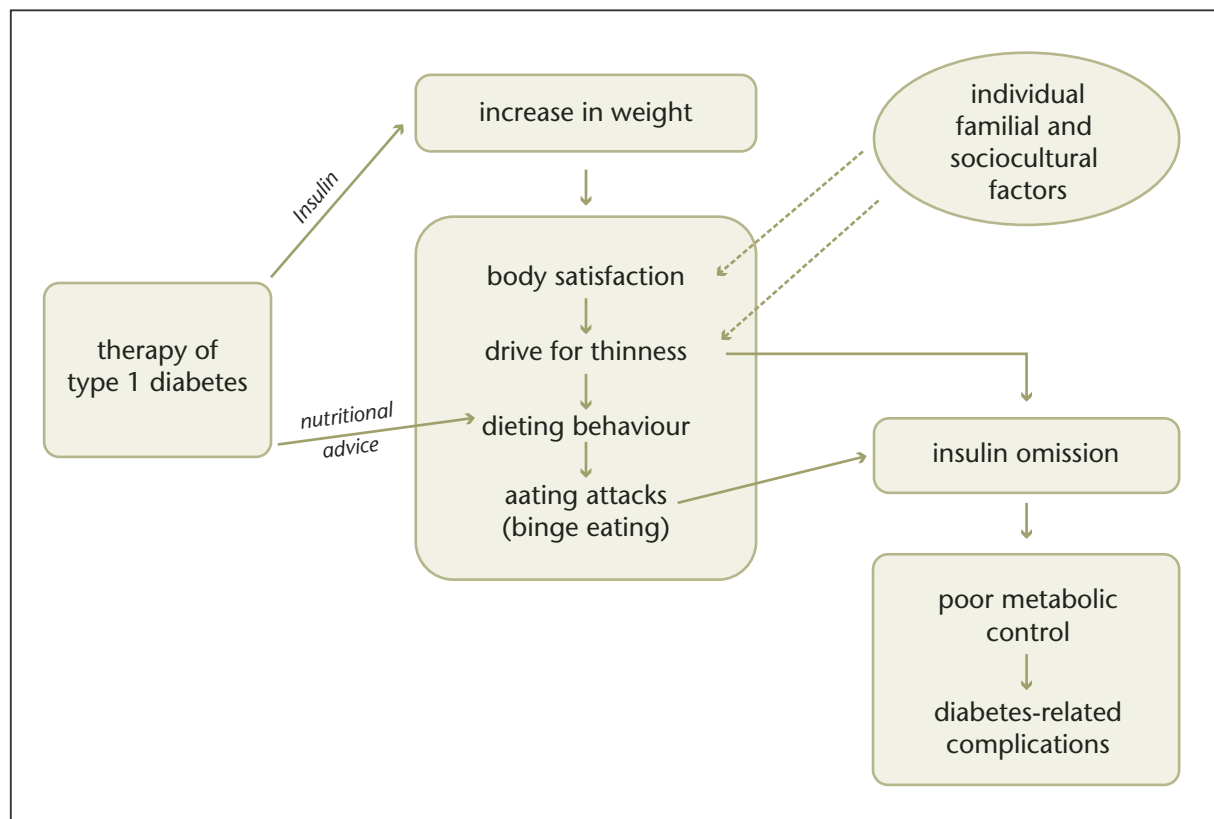 increase in weight
individual
familial and
sociocultural
factors
Insulin
body satisfaction
therapy of
type 1 diabetes
drive for thinness
nutritional
advice
dieting behaviour
insulin omission
aating attacks
(binge eating)
poor metabolic
control
diabetes-related
complications